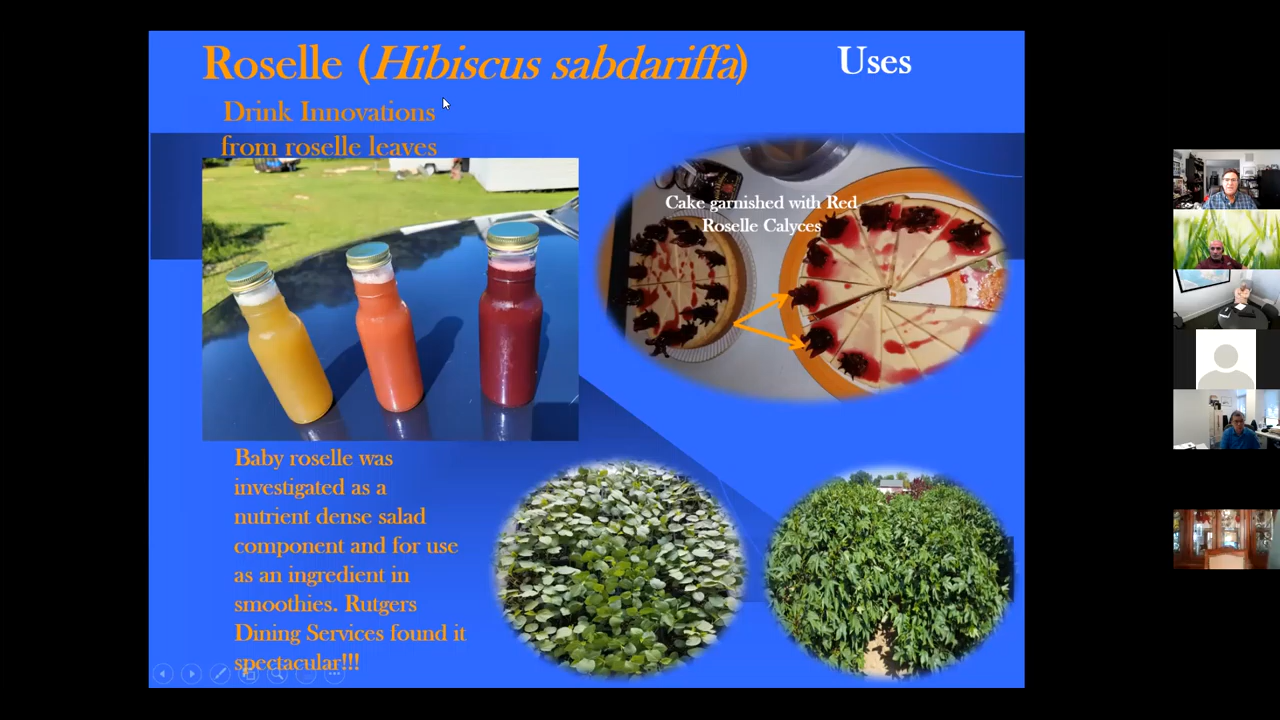 Roselle (Hibiscus sabdariffa)
Uses
Drink Innovations
from roselle leaves
Cake garnished with Red
Roselle Calyces
Baby roselle was
investigated as a
nutrient dense salad
component and for use
as an ingredient in
smoothies. Rutgers
Dining Services found it
spectacular!!!